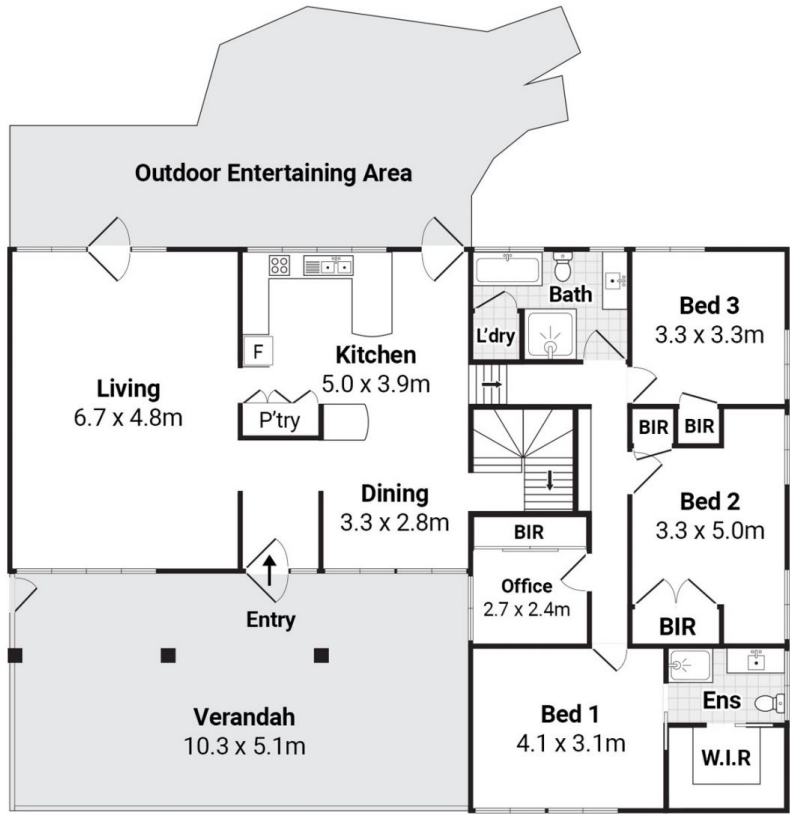 Outdoor Entertaining Area
Bath
Bed 3
3.3 x 3.3m
L'dry
F
Kitchen
5.0 x 3.9m
Living
6.7 x 4.8m
P'try
BIR
BIR
Dining
3.3 x 2.8m
Bed 2
3.3 x 5.0m
BIR
Office
2.7 x 2.4m
Entry
BIR
Verandah
10.3 x 5.1m
Bed 1
4.1 x 3.1m
Ens
W.I.R